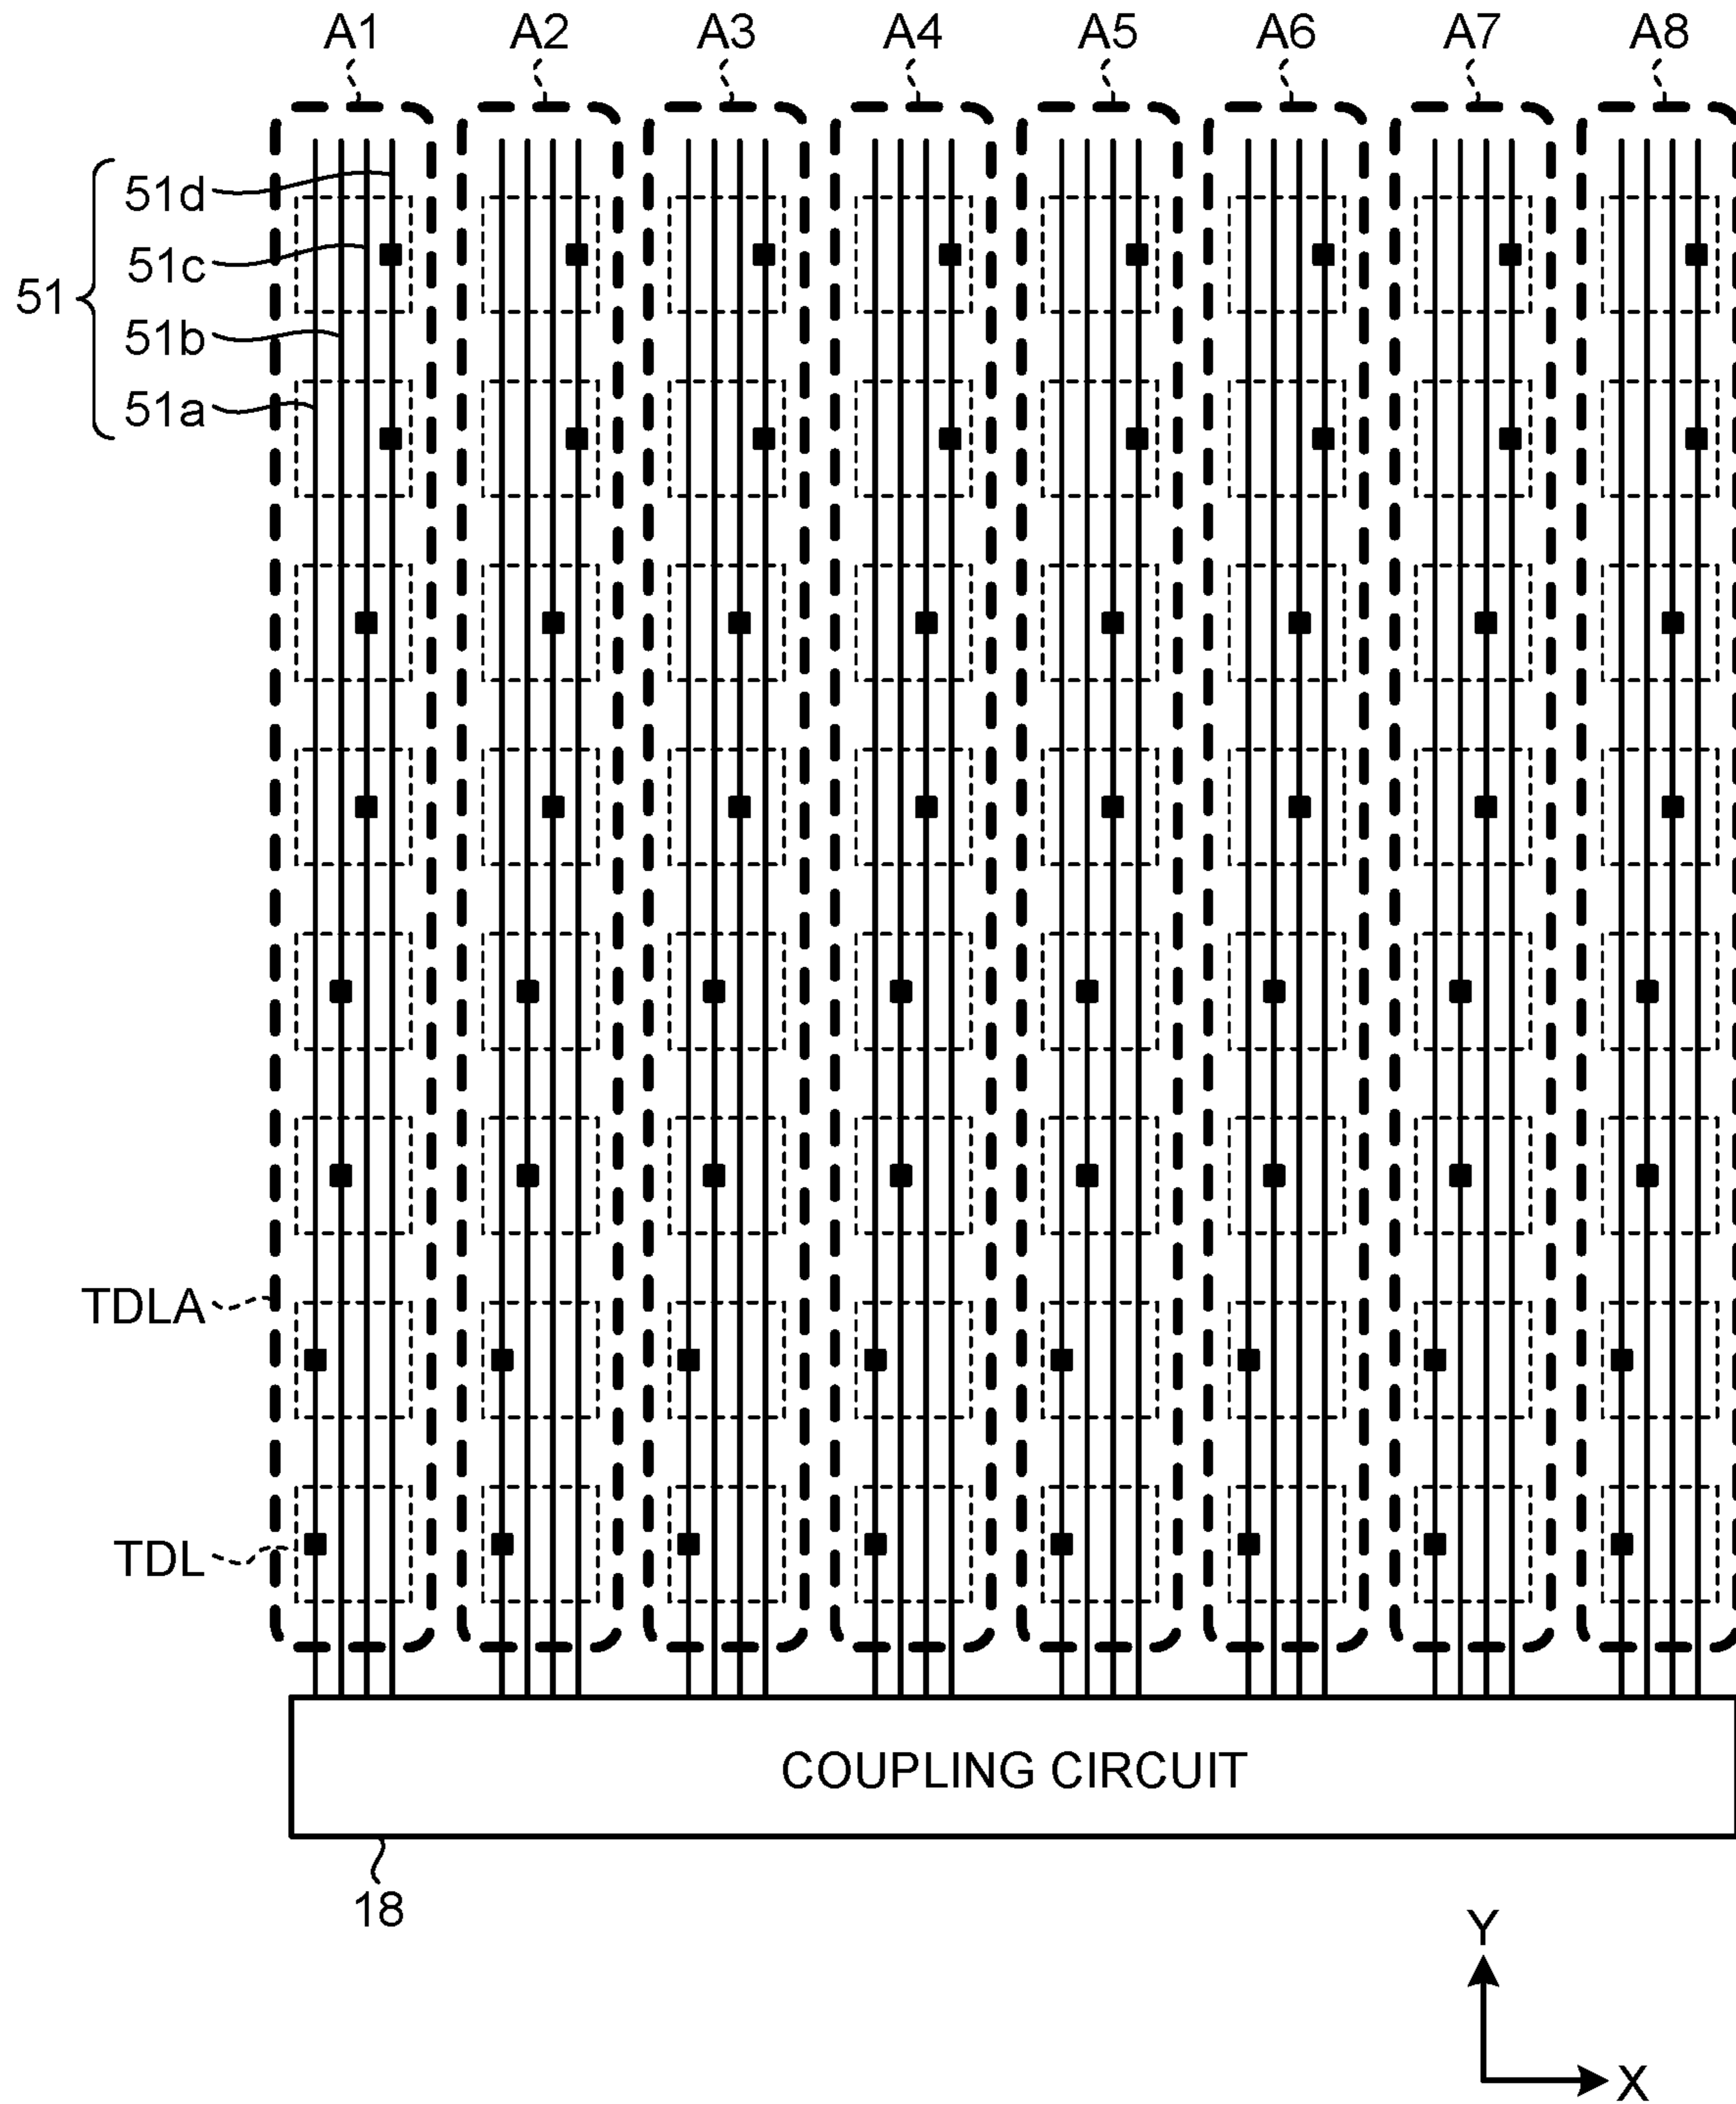 A1 A2 A3 A4 A5 A6 A7 A8
51d
51c
51
51b
51a
TDLA
TDL
COUPLING CIRCUIT
18
Y
X